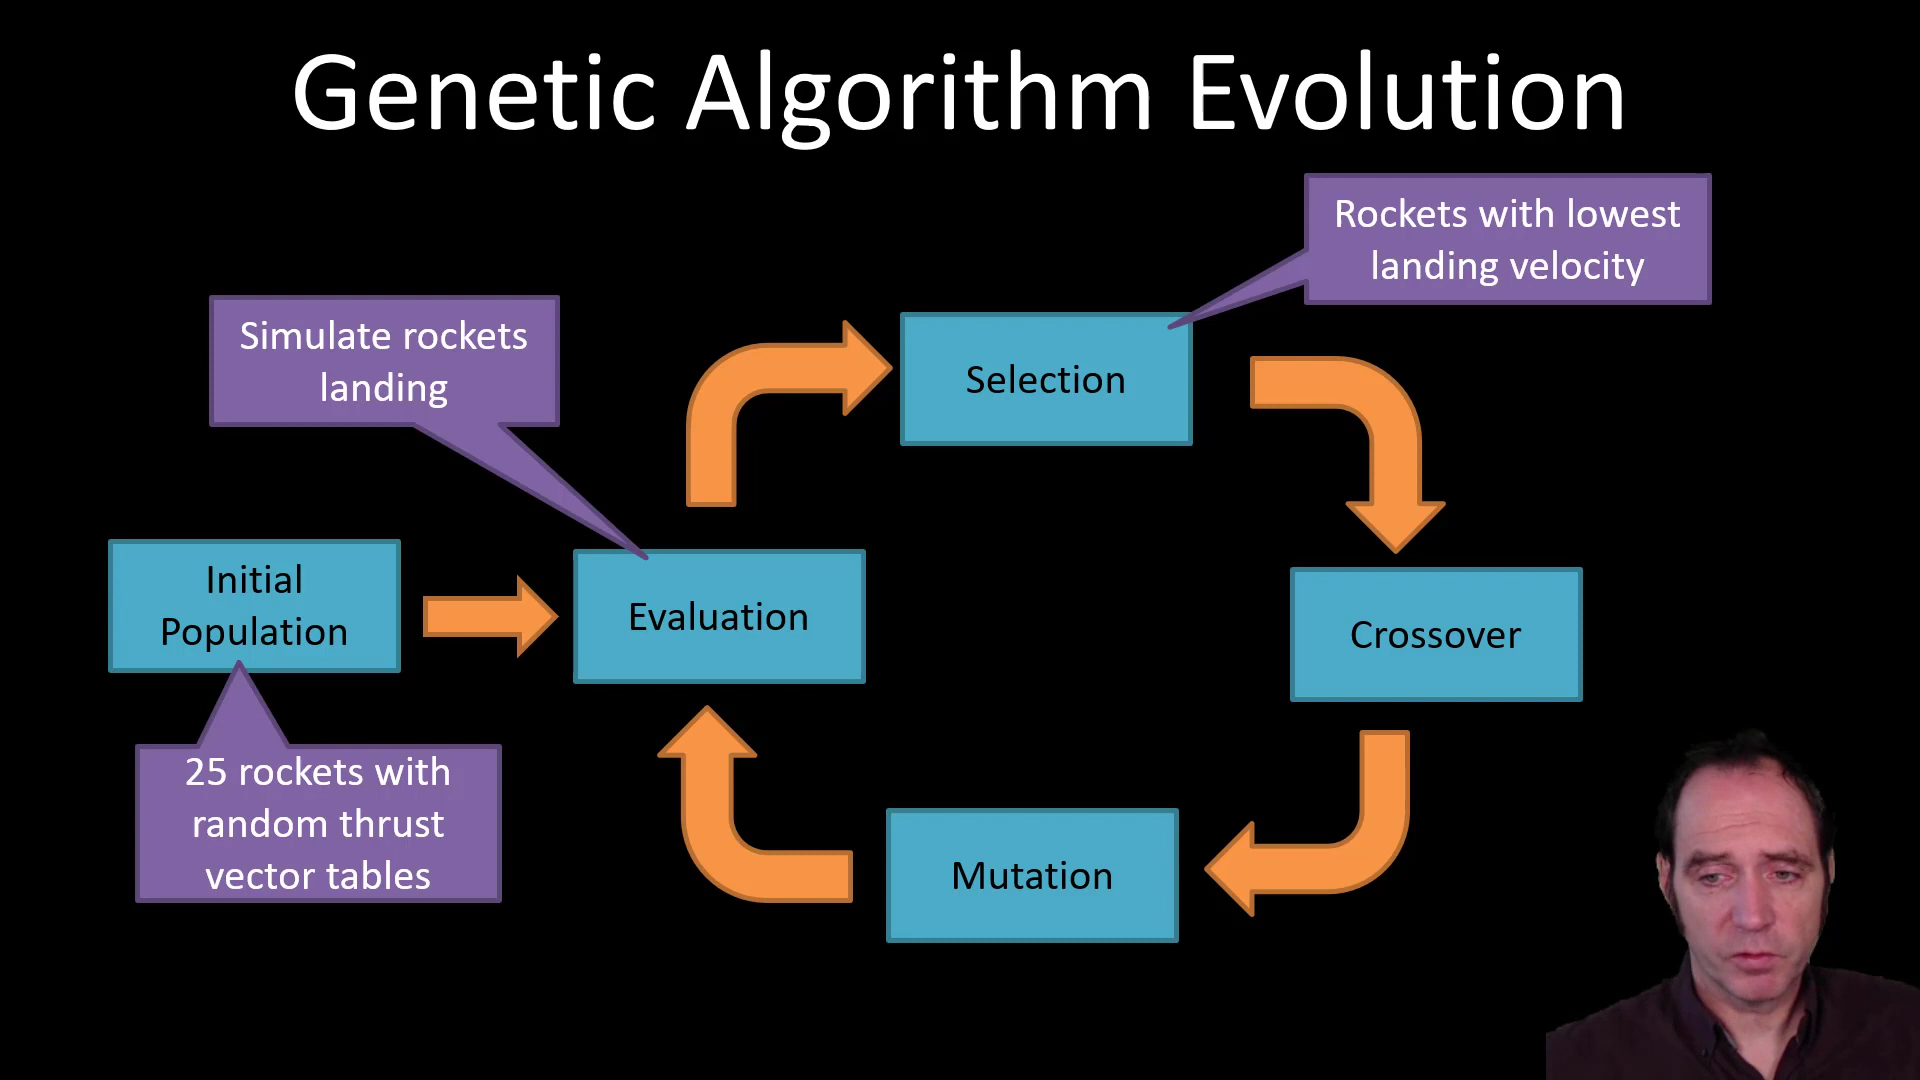 Genetic Algorithm Evolution
Rockets with lowest
landing velocity
Simulate rockets
landing
Selection
Initial
Population
Evaluation
Crossover
25 rockets with
random thrust
vector tables
Mutation